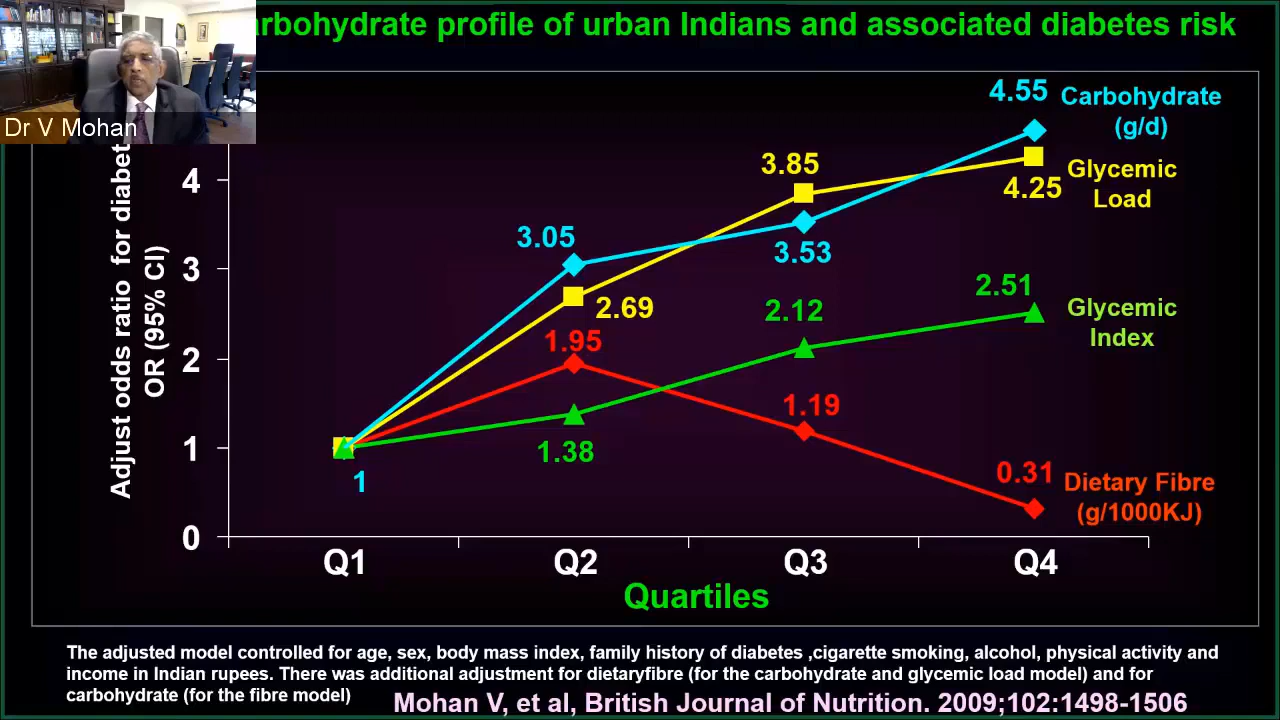 arbohydrate profile of urban Indians and associated diabetes risk
Dr V Mohan
Adjust odds ratio for diabet
OR (95% CI)
4
3
2
1
0
4.55
Carbohydrate
(g/d)
3.85
Glycemic
Load
4.25
3.05
3.53
2.69
2.12
2.51
Glycemic
Index
1.95
1.19
1.38
1
0.31
Dietary Fibre
(g/1000KJ)
Q1 Q2 Q3 Q4
Quartiles
The adjusted model controlled for age, sex, body mass index, family history of diabetes ,cigarette smoking, alcohol, physical activity and
income in Indian rupees. There was additional adjustment for dietaryfibre (for the carbohydrate and glycemic load model) and for
carbohydrate (for the fibre model)
Mohan V, et al, British Journal of Nutrition. 2009;102:1498-1506